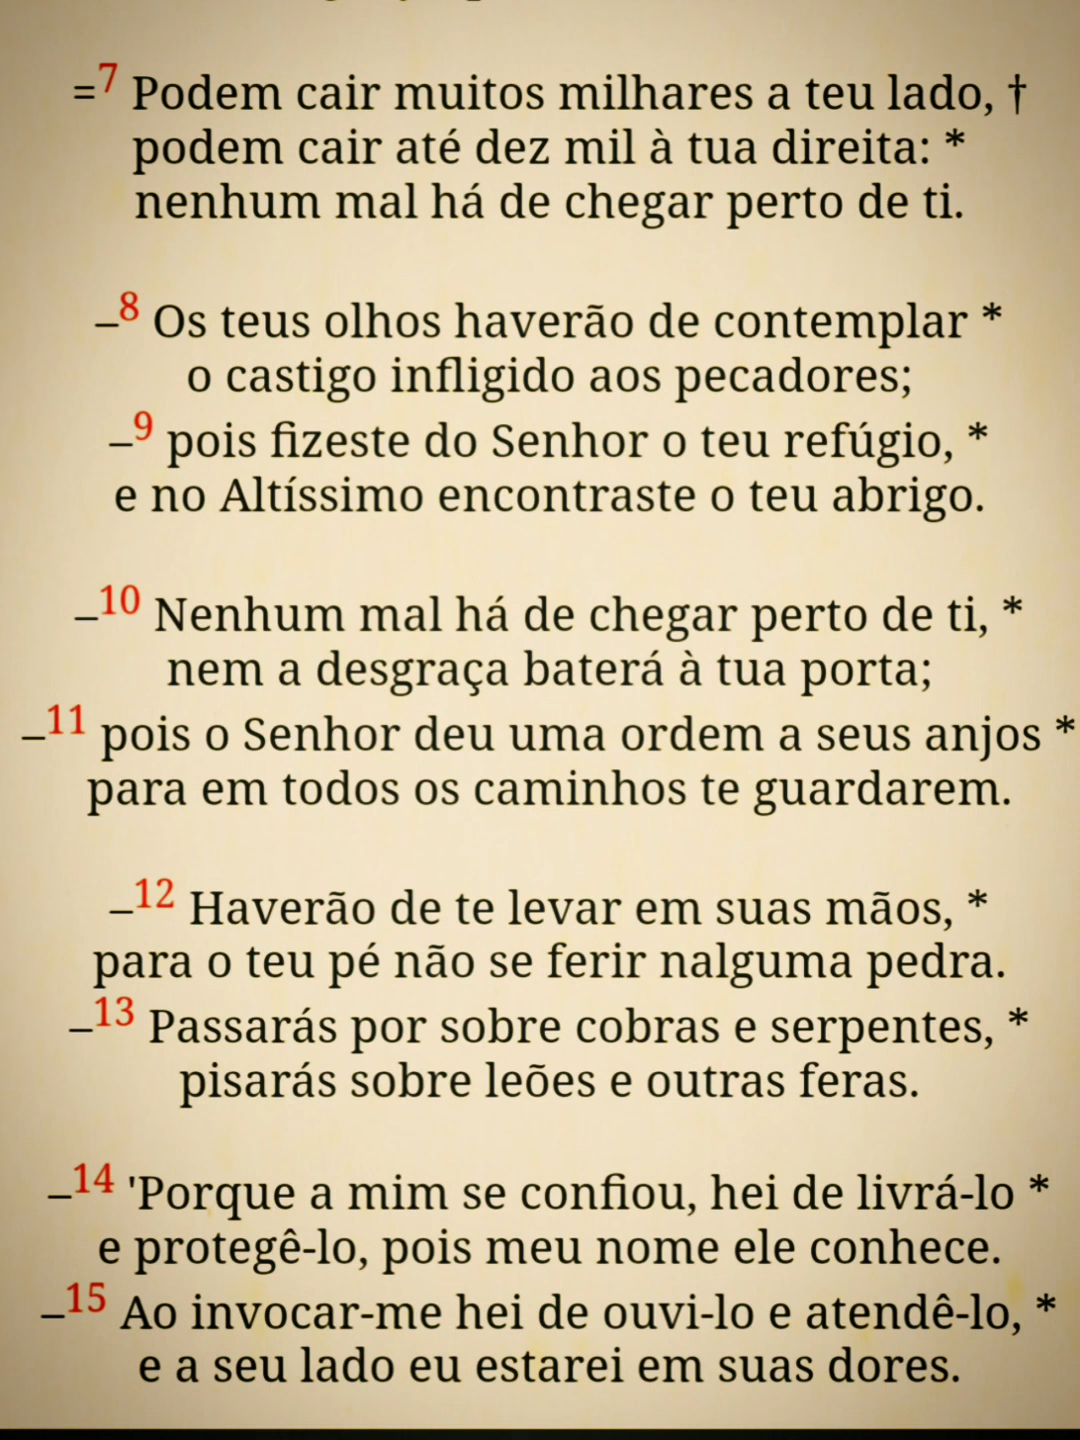 =7 Podem cair muitos milhares a teu lado, †
podem cair até dez mil à tua direita: *
nenhum mal há de chegar perto de ti.
–8 Os teus olhos haverão de contemplar *
o castigo infligido aos pecadores;
–9 pois fizeste do Senhor o teu refúgio, *
e no Altíssimo encontraste o teu abrigo.
–10 Nenhum mal há de chegar perto de ti, *
nem a desgraça baterá à tua porta;
–11 pois o Senhor deu uma ordem a seus anjos *
para em todos os caminhos te guardarem.
–12 Haverão de te levar em suas mãos, *
para o teu pé não se ferir nalguma pedra.
–13 Passarás por sobre cobras e serpentes, *
pisarás sobre leões e outras feras.
–14 'Porque a mim se confiou, hei de livrá-lo *
e protegê-lo, pois meu nome ele conhece.
–15 Ao invocar-me hei de ouvi-lo e atendê-lo, *
e a seu lado eu estarei em suas dores.